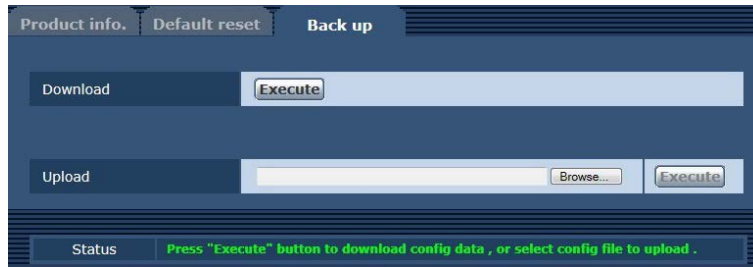 Product info. Default reset Back up
Download Execute
Upload Browse... Execute
Status Press "Execute" button to download config data , or select config file to upload .